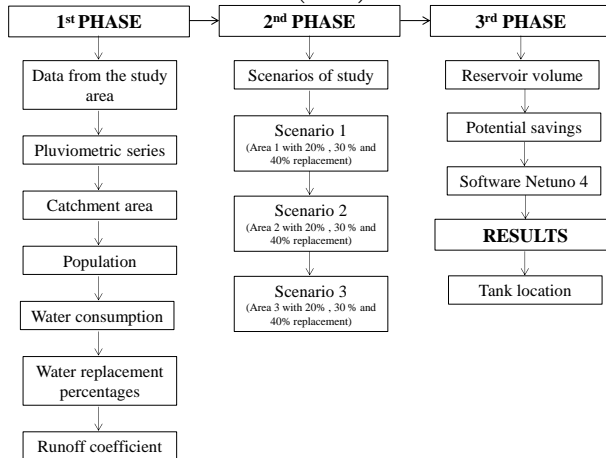 1st PHASE
Data from the study
area
Pluviometric series
Catchment area
Population
Water consumption
Water replacement
percentages
Runoff coefficient
2nd PHASE
Scenarios of study
Scenario 1
(Area 1 with 20% , 30 % and
40% replacement)
Scenario 2
(Area 2 with 20% , 30 % and
40% replacement)
Scenario 3
(Area 3 with 20% , 30 % and
40% replacement)
3rd PHASE
Reservoir volume
Potential savings
Software Netuno 4
RESULTS
Tank location